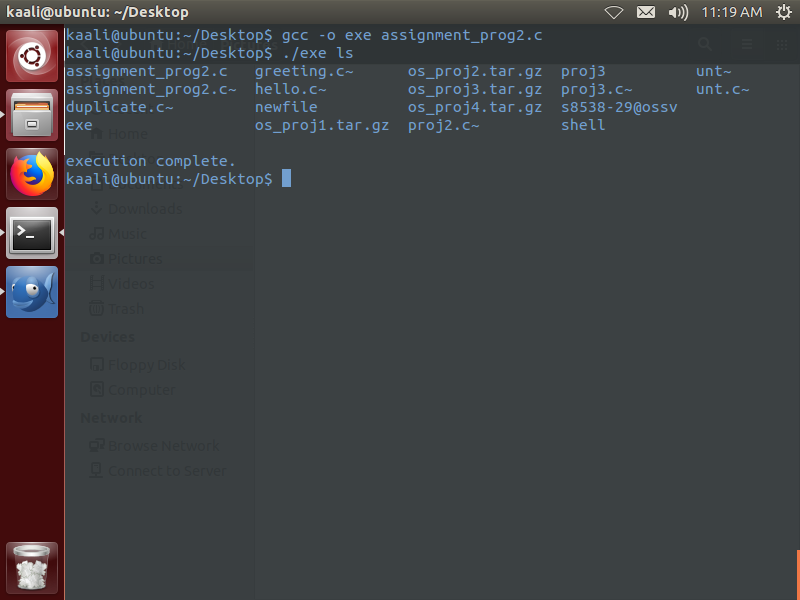 kaali@ubuntu: ~/Desktop
11:19 AM
kaali@ubuntu:~/Desktop$ gcc -o exe assignment_prog2.c
kaali@ubuntu:~/Desktop$ ./exe ls
assignment_prog2.c greeting.c~ os_proj2.tar.gz proj3 unt~
assignment_prog2.c~ hello.c~ os_proj3.tar.gz proj3.c~ unt.c~
duplicate.c~ newfile os_proj4.tar.gz s8538-29@ossv
exe os_proj1.tar.gz proj2.c~ shell
execution complete.
kaali@ubuntu:~/Desktop$
Home
Downloads
Music
Pictures
Videos
Trash
Devices
Floppy Disk
Computer
Network
Browse Network
Connect to Server